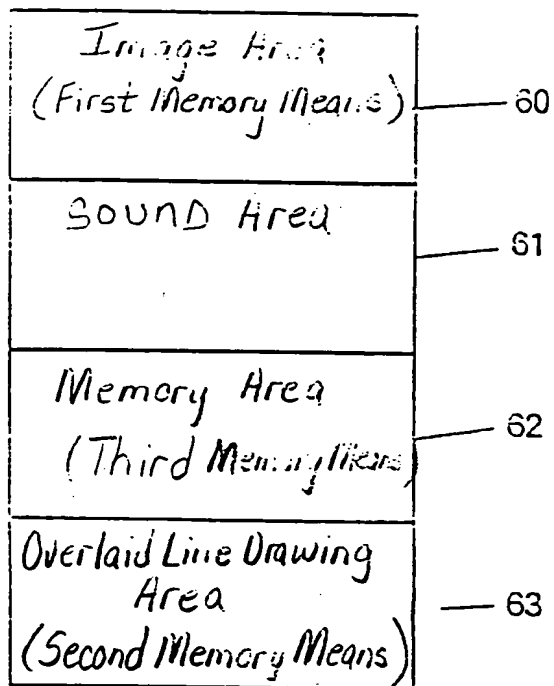 Image Area
(First Memory Means)
60
SOUND Area
61
Memory Area
(Third Memory Means)
62
Overlaid Line Drawing
Area
(Second Memory Means)
63